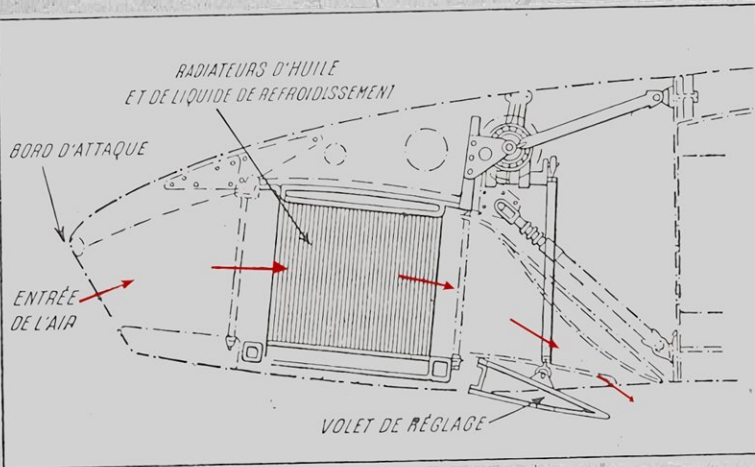 RADIATEURS D'HUILE
ET DE LIQUIDE DE REFROIDISSEMENT
BORD D'ATTAQUE
ENTRÉE
DE L'AIR
VOLET DE RÉGLAGE